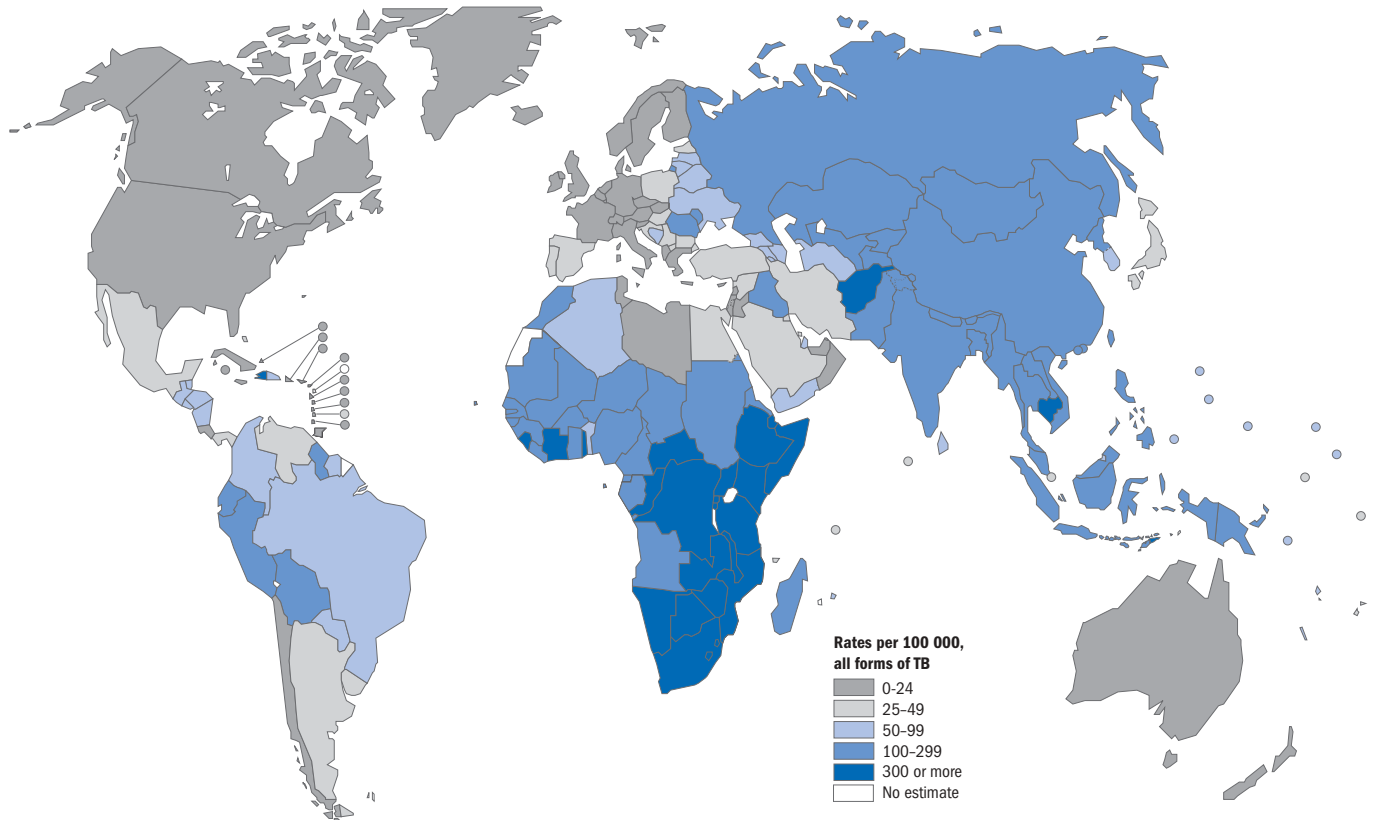 Rates per 100 000,
all forms of TB
0-24
25–49
50–99
100–299
300 or more
No estimate